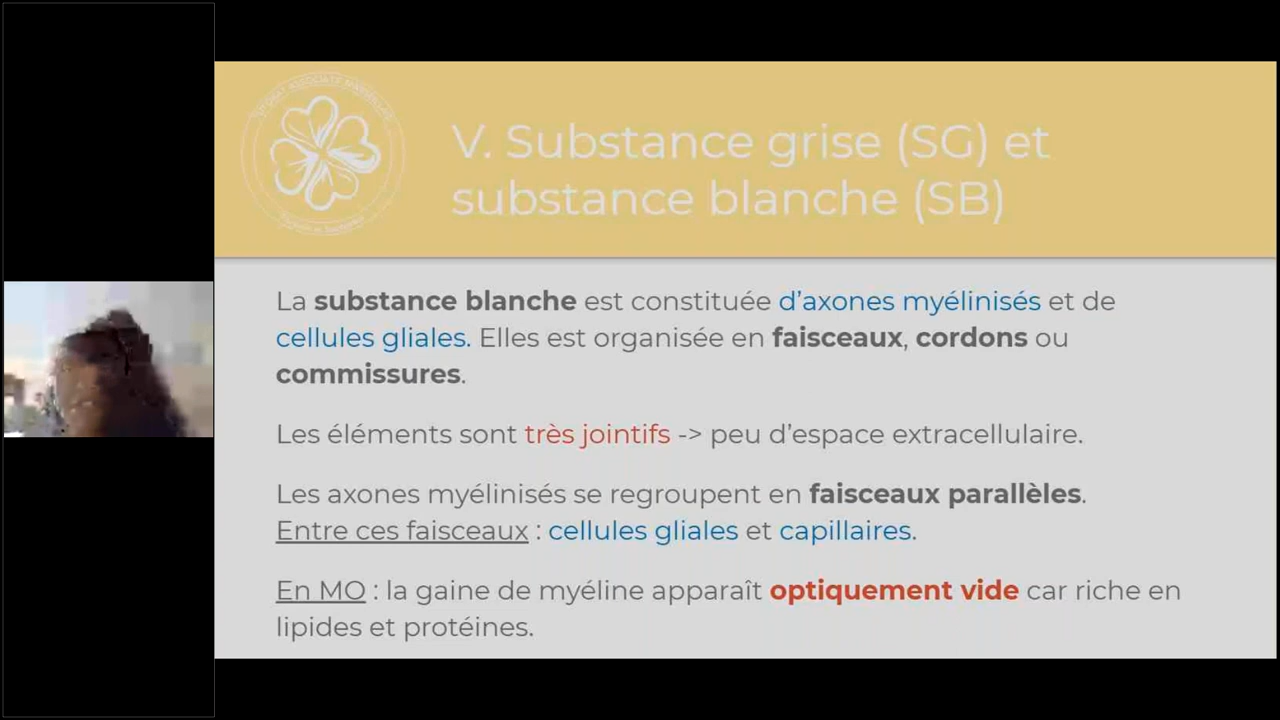 TUTORAT ASSOCIATIF MARSEILLAIS
V. Substance grise (SG) et
substance blanche (SB)
La substance blanche est constituée d’axones myélinisés et de
cellules gliales. Elles est organisée en faisceaux, cordons ou
commissures.
Les éléments sont très jointifs -> peu d’espace extracellulaire.
Les axones myélinisés se regroupent en faisceaux parallèles.
Entre ces faisceaux : cellules gliales et capillaires.
En MO : la gaine de myéline apparaît optiquement vide car riche en
lipides et protéines.